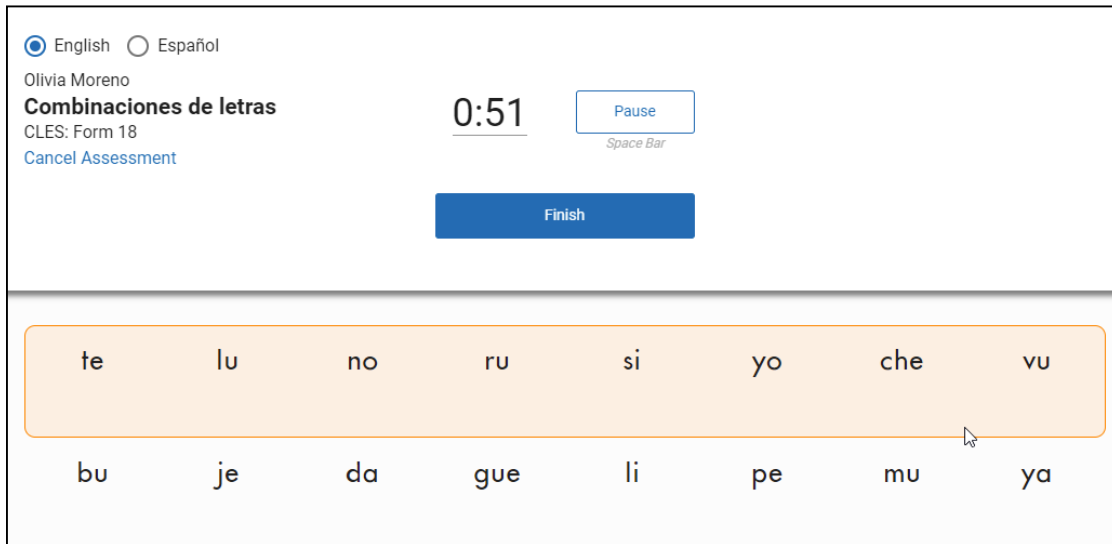 English Español
Olivia Moreno
Combinaciones de letras
CLES: Form 18
Cancel Assessment
0:51
Pause
Space Bar
Finish
te lu no ru si yo che vu
bu je da gue li pe mu ya